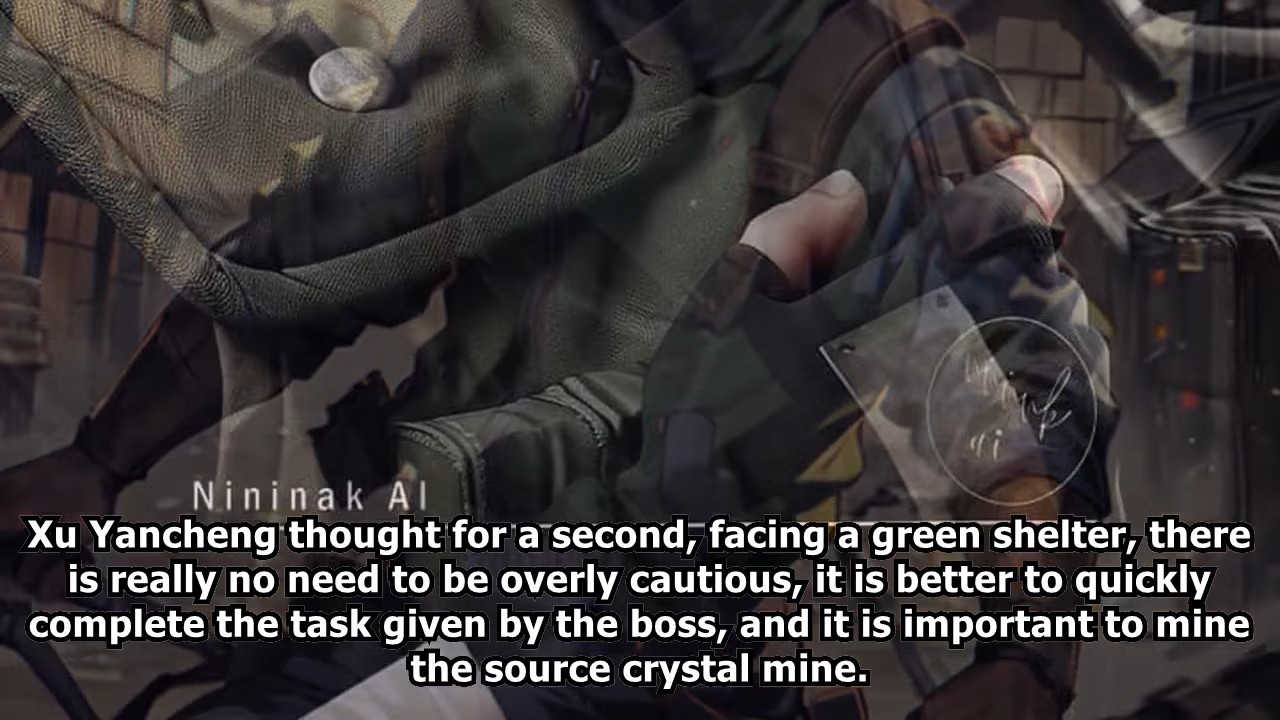 Nininak AI
Xu Yancheng thought for a second, facing a green shelter, there
is really no need to be overly cautious, it is better to quickly
complete the task given by the boss, and it is important to mine
the source crystal mine.